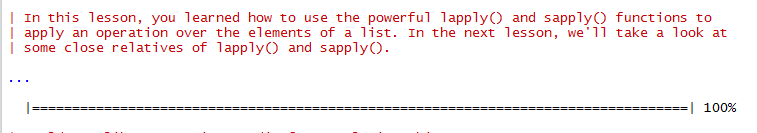 | In this lesson, you learned how to use the powerful lapply() and sapply() functions to
| apply an operation over the elements of a list. In the next lesson, we'll take a look at
| some close relatives of lapply() and sapply().
...
|==================================================================================| 100%